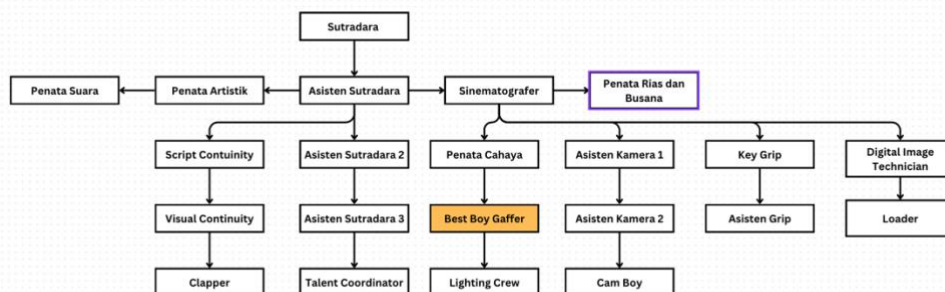 Sutradara
Penata Suara
Penata Artistik
Asisten Sutradara
Sinematografer
Penata Rias dan
Busana
Script Contuinity
Asisten Sutradara 2
Penata Cahaya
Asisten Kamera 1
Key Grip
Digital Image
Technician
Visual Continuity
Asisten Sutradara 3
Best Boy Gaffer
Asisten Kamera 2
Asisten Grip
Loader
Clapper
Talent Coordinator
Lighting Crew
Cam Boy